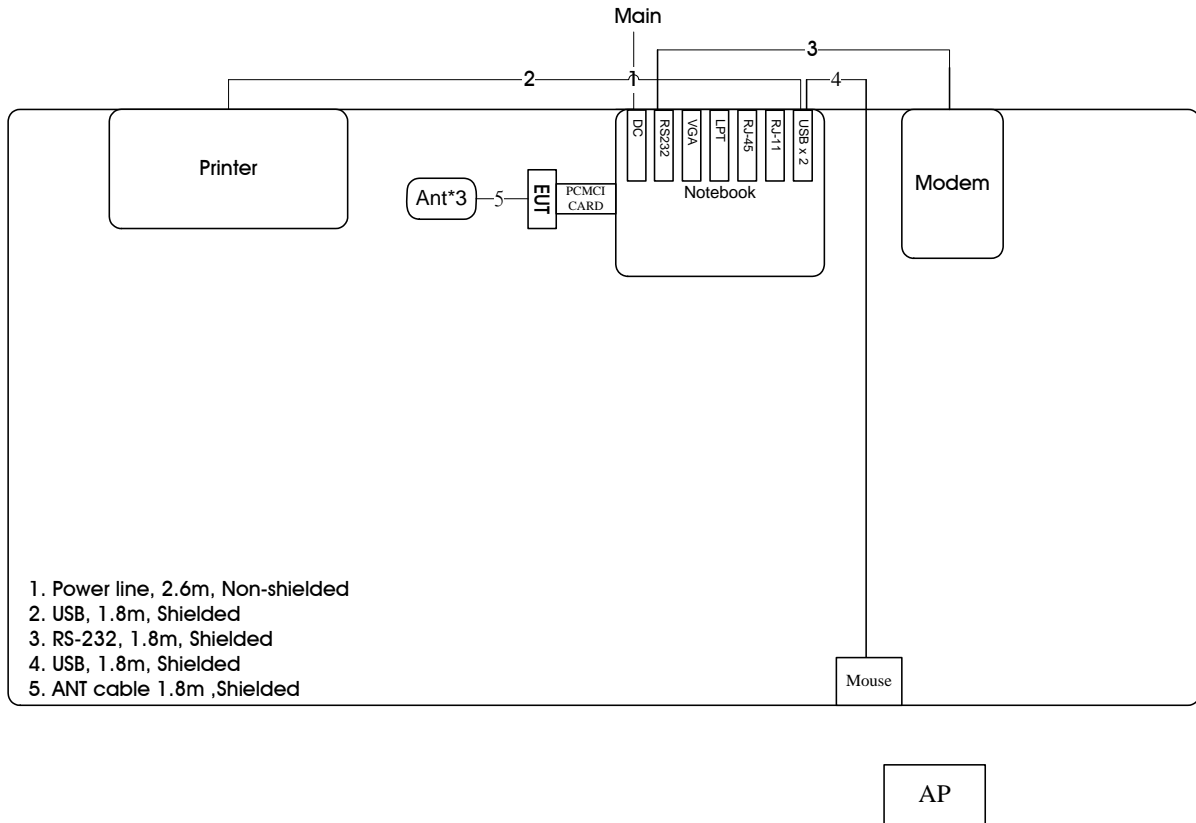 Main
3
2
1
4
DC
RS232
VGA
LPT
RJ-45
RJ-11
USB x 2
Printer
Ant*3
5
EUT
PCMCI
CARD
Notebook
Modem
1. Power line, 2.6m, Non-shielded
2. USB, 1.8m, Shielded
3. RS-232, 1.8m, Shielded
4. USB, 1.8m, Shielded
5. ANT cable 1.8m ,Shielded
Mouse
AP